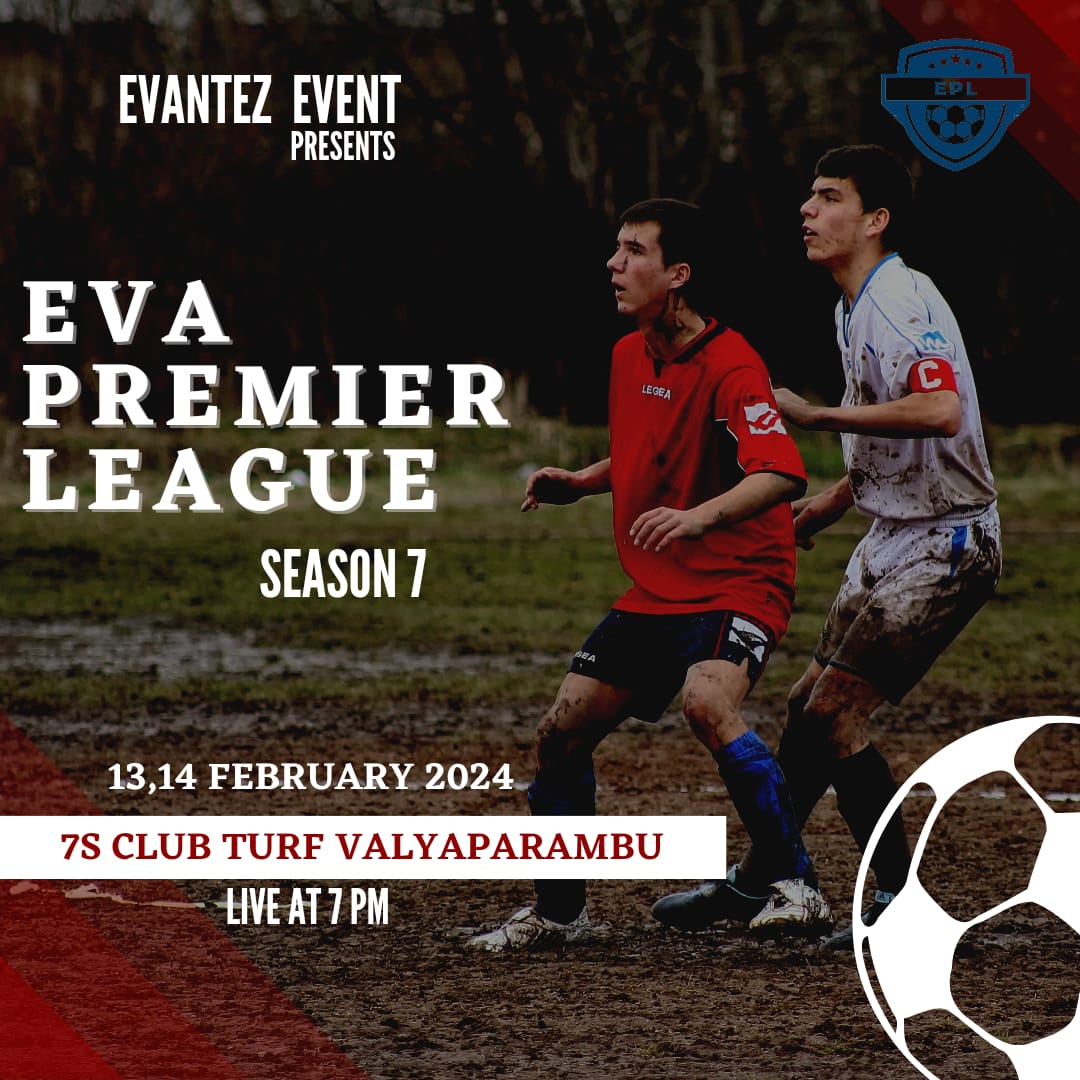 EVANTEZ EVENT
PRESENTS
EPL
EVA
PREMIER
LEAGUE
SEASON 7
LEGEA
C
13,14 FEBRUARY 2024
7S CLUB TURF VALYAPARAMBU
LIVE AT 7 PM